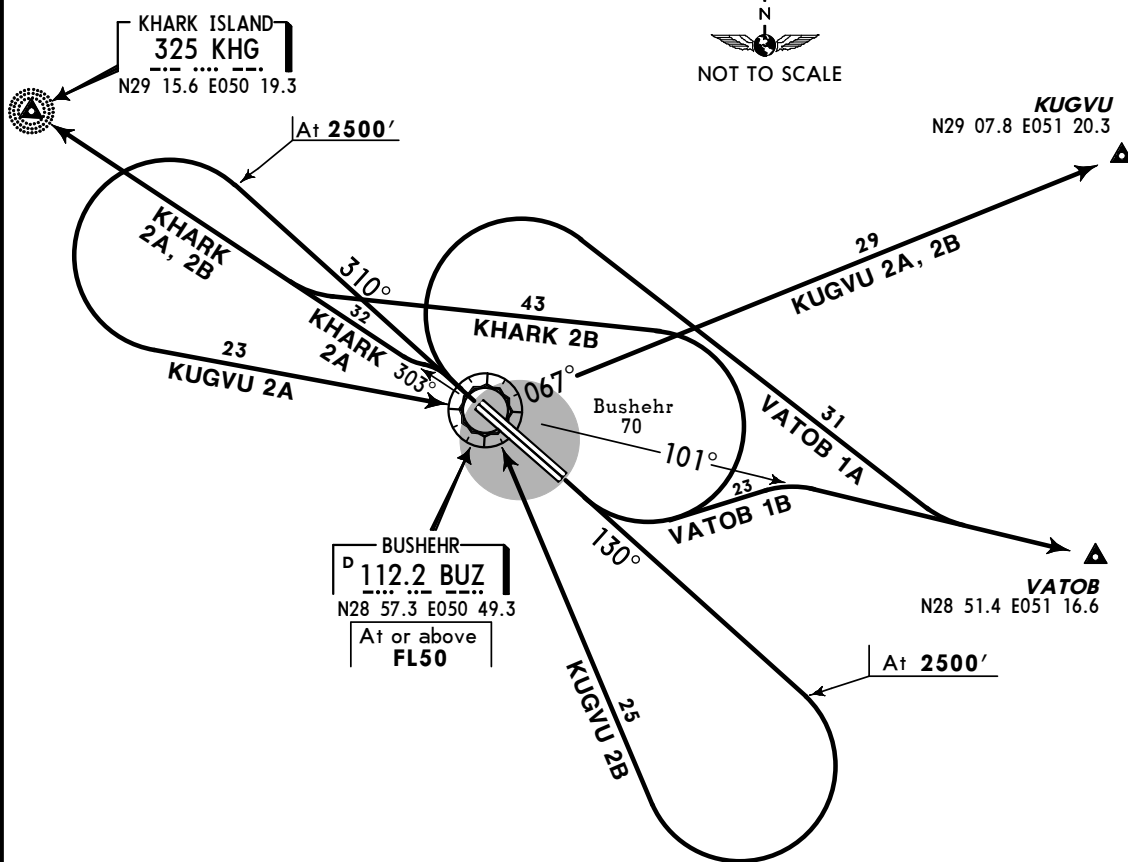 N
NOT TO SCALE
KHARK ISLAND
325 KHG
N29 15.6 E050 19.3
At 2500'
KUGVU
N29 07.8 E051 20.3
KHARK
2A, 2B
310°
29
KUGVU 2A, 2B
43
KHARK 2B
32
KHARK
2A
303°
23
KUGVU 2A
067°
Bushehr
70
101°
31
VATOB 1A
23
VATOB 1B
130°
BUSHEHR
D 112.2 BUZ
N28 57.3 E050 49.3
At or above
FL50
VATOB
N28 51.4 E051 16.6
At 2500'
25
KUGVU 2B